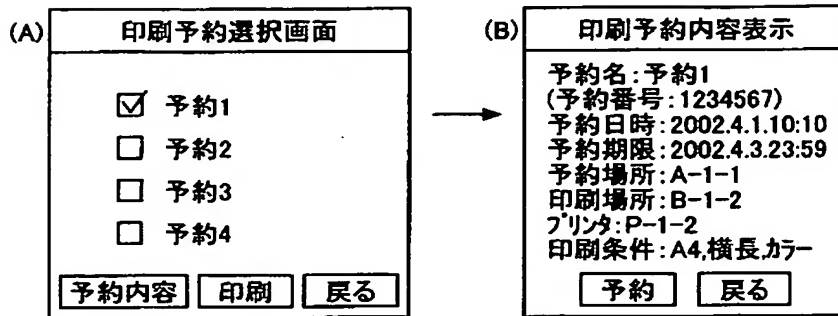 (A)
印刷予約選択画面
予約1
予約2
予約3
予約4
予約内容 印刷 戻る
(B)
印刷予約内容表示
予約名:予約1
(予約番号:1234567)
予約日時:2002.4.1.10:10
予約期限:2002.4.3.23:59
予約場所:A-1-1
印刷場所:B-1-2
プリンタ:P-1-2
印刷条件:A4,横長,カラー
予約 戻る